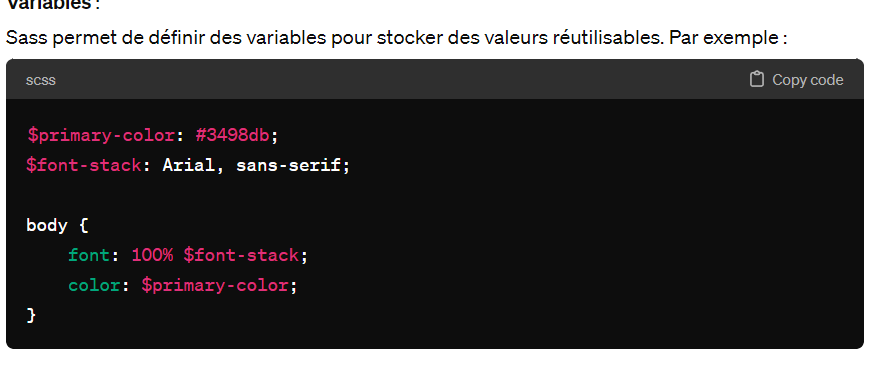 Variables :
Sass permet de définir des variables pour stocker des valeurs réutilisables. Par exemple :
scss
Copy code
$primary-color: #3498db;
$font-stack: Arial, sans-serif;
body {
font: 100% $font-stack;
color: $primary-color;
}